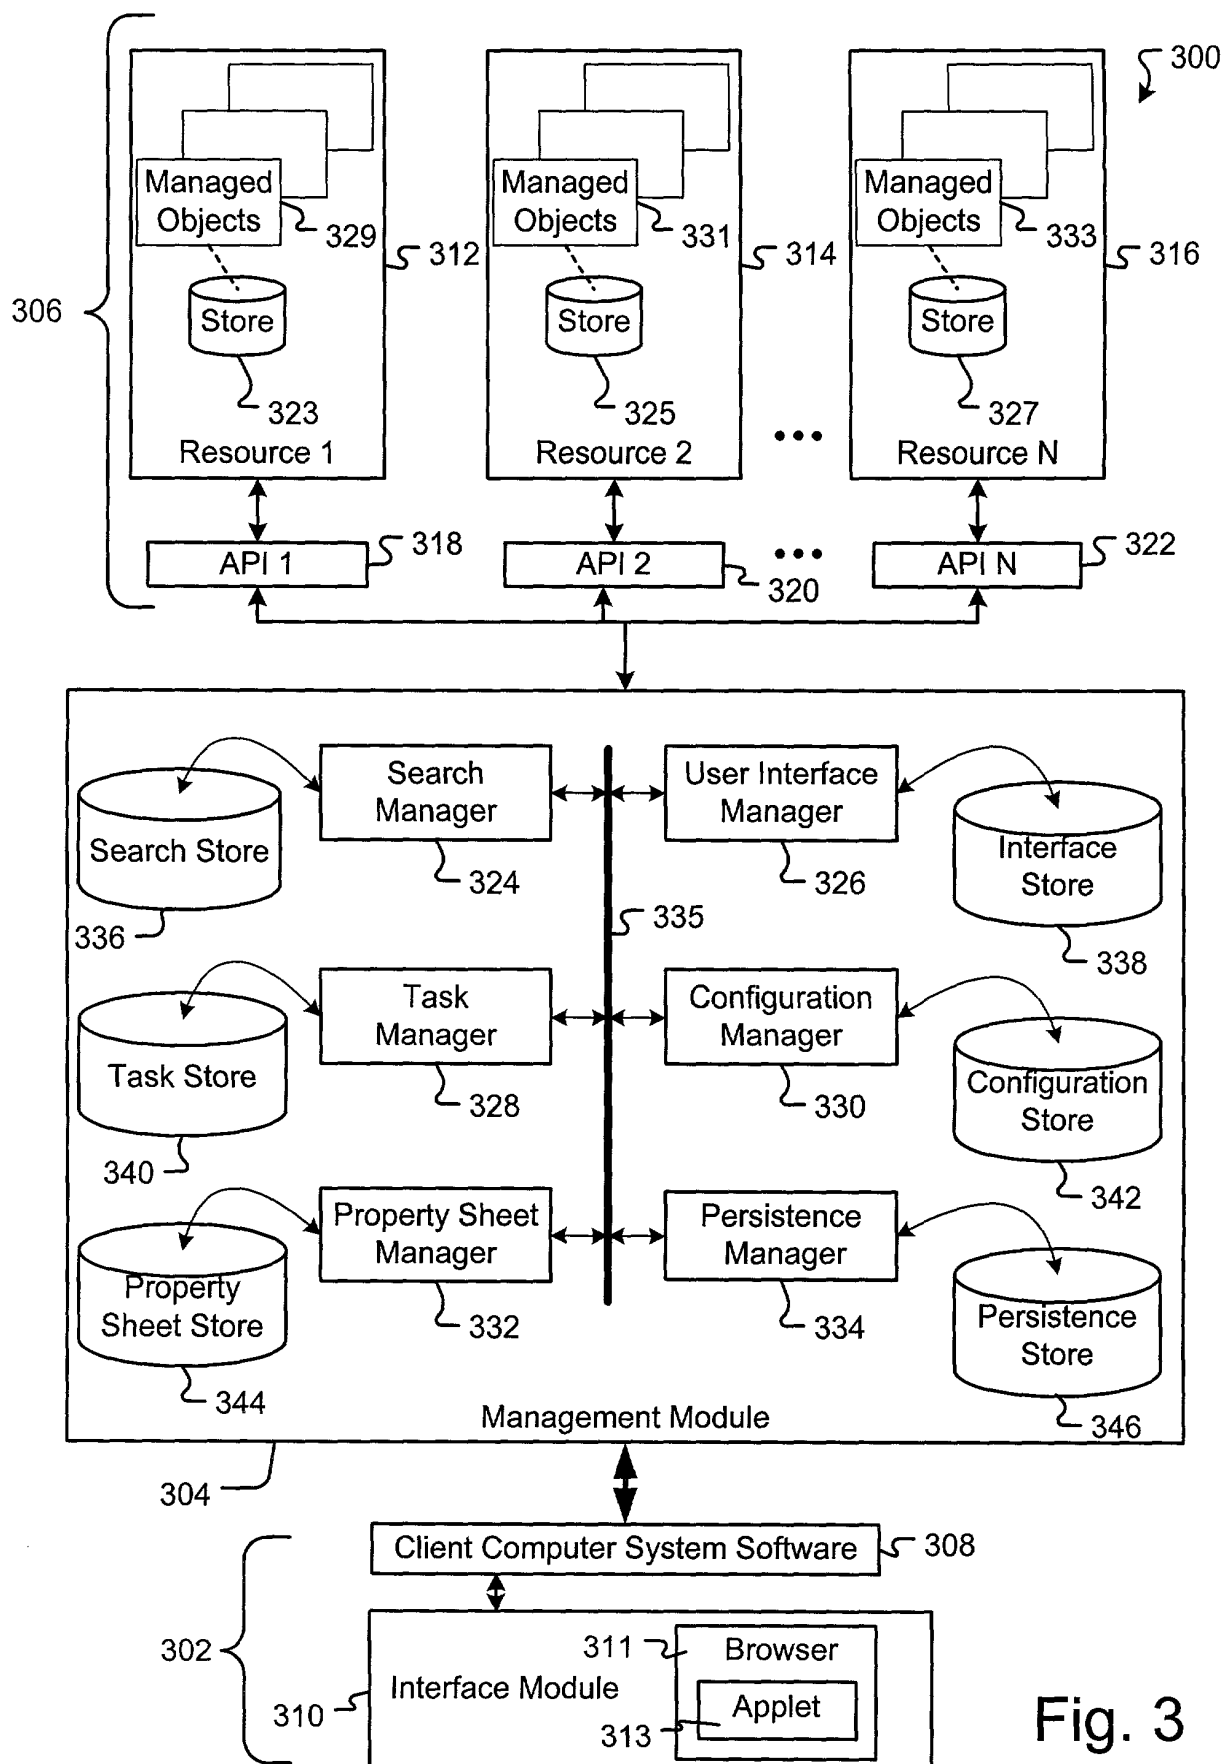 300
Managed
Objects
329
312
Managed
Objects
331
314
Managed
Objects
333
316
306
Store
323
Store
325
Store
327
Resource 1
Resource 2
•••
Resource N
API 1
318
API 2
320
•••
API N
322
Search
Manager
324
User Interface
Manager
326
Search Store
336
Interface
Store
338
335
Task
Manager
328
Configuration
Manager
330
Task Store
340
Configuration
Store
342
Property Sheet
Manager
332
Persistence
Manager
334
Property
Sheet Store
344
Persistence
Store
346
Management Module
304
Client Computer System Software
308
302
311
Browser
Interface Module
310
Applet
313
Fig. 3